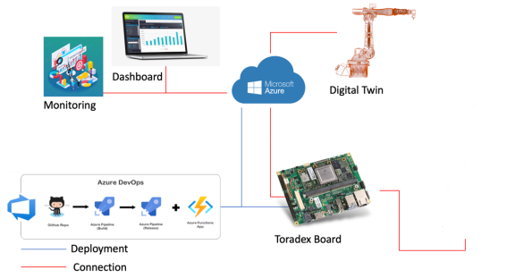 Microsoft
Azure
Dashboard
Monitoring
Digital Twin
Azure DevOps
GitHub Repo
Azure Pipeline
(Build)
Azure Pipeline
(Release)
+
Azure Functions
App
Toradex Board
Deployment
Connection